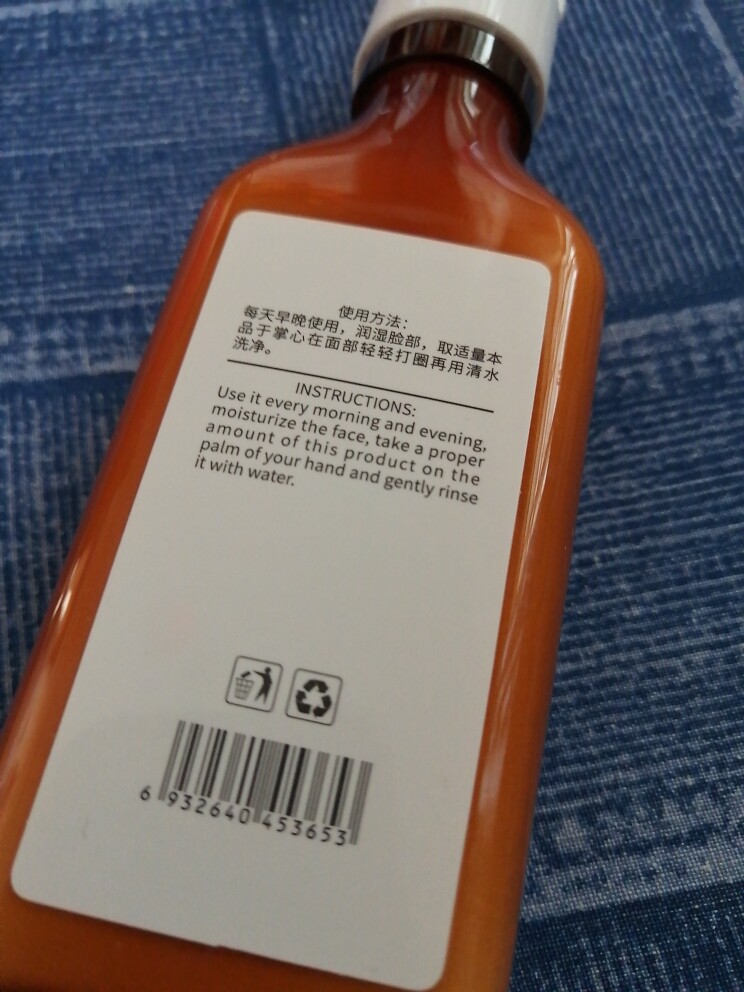 使用方法：
每天早晚使用，润湿脸部，取适量本
品于掌心在面部轻轻打圈再用清水
洗净。
INSTRUCTIONS:
Use it every morning and evening,
moisturize the face, take a proper
amount of this product on the
palm of your hand and gently rinse
it with water.
6 932640 453653